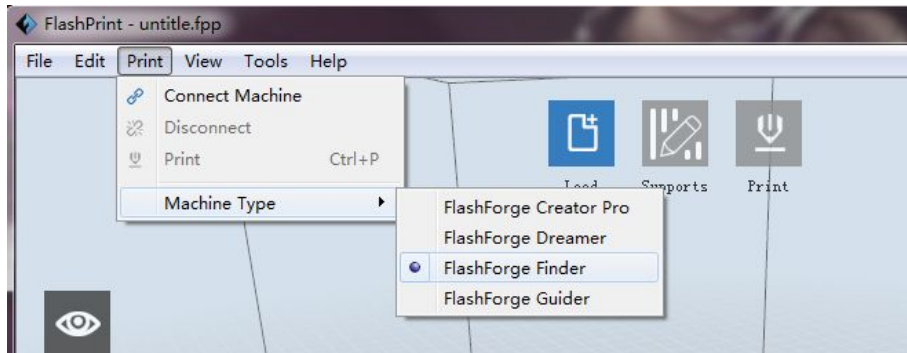 FlashPrint - untitle.fpp
File Edit Print View Tools Help
Connect Machine
Disconnect
Print Ctrl+P
Load Supports Print
Machine Type
FlashForge Creator Pro
FlashForge Dreamer
FlashForge Finder
FlashForge Guider